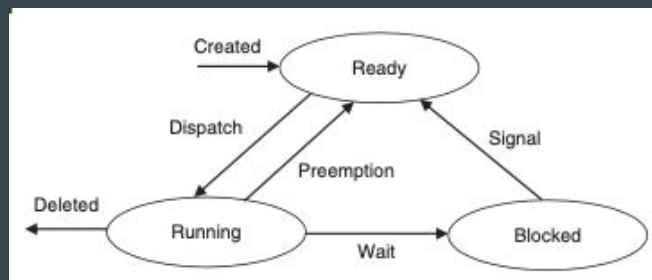 Created
Ready
Dispatch
Signal
Preemption
Deleted
Running
Wait
Blocked